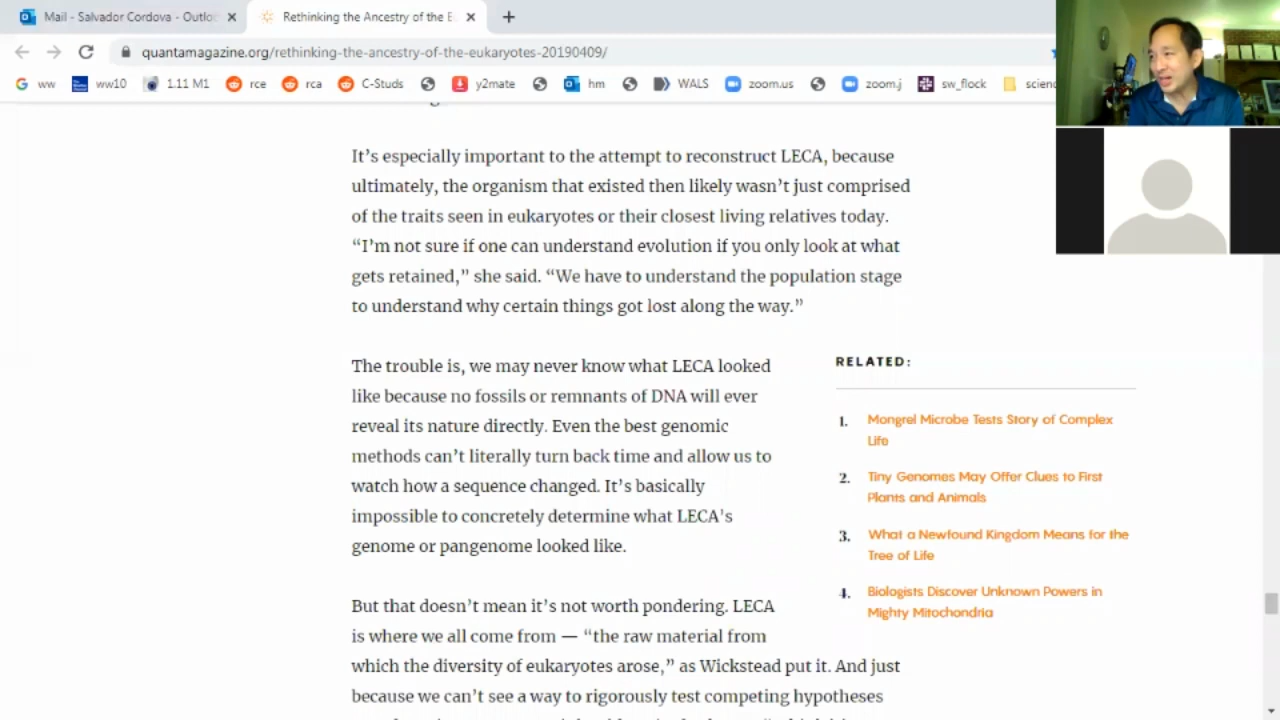 Mail - Salvador Cordova - Outlo
Rethinking the Ancestry of the E
quantamagazine.org/rethinking-the-ancestry-of-the-eukaryotes-20190409/
ww ww10 1.11 M1 rce rca C-Studs y2mate hm WALS zoom.us zoom.j sw_flock scienc
It's especially important to the attempt to reconstruct LECA, because
ultimately, the organism that existed then likely wasn't just comprised
of the traits seen in eukaryotes or their closest living relatives today.
“I'm not sure if one can understand evolution if you only look at what
gets retained,” she said. “We have to understand the population stage
to understand why certain things got lost along the way.”
The trouble is, we may never know what LECA looked
like because no fossils or remnants of DNA will ever
reveal its nature directly. Even the best genomic
methods can't literally turn back time and allow us to
watch how a sequence changed. It's basically
impossible to concretely determine what LECA's
genome or pangenome looked like.
But that doesn't mean it's not worth pondering. LECA
is where we all come from — “the raw material from
which the diversity of eukaryotes arose,” as Wickstead put it. And just
because we can't see a way to rigorously test competing hypotheses
RELATED:
1. Mongrel Microbe Tests Story of Complex
Life
2. Tiny Genomes May Offer Clues to First
Plants and Animals
3. What a Newfound Kingdom Means for the
Tree of Life
4. Biologists Discover Unknown Powers in
Mighty Mitochondria